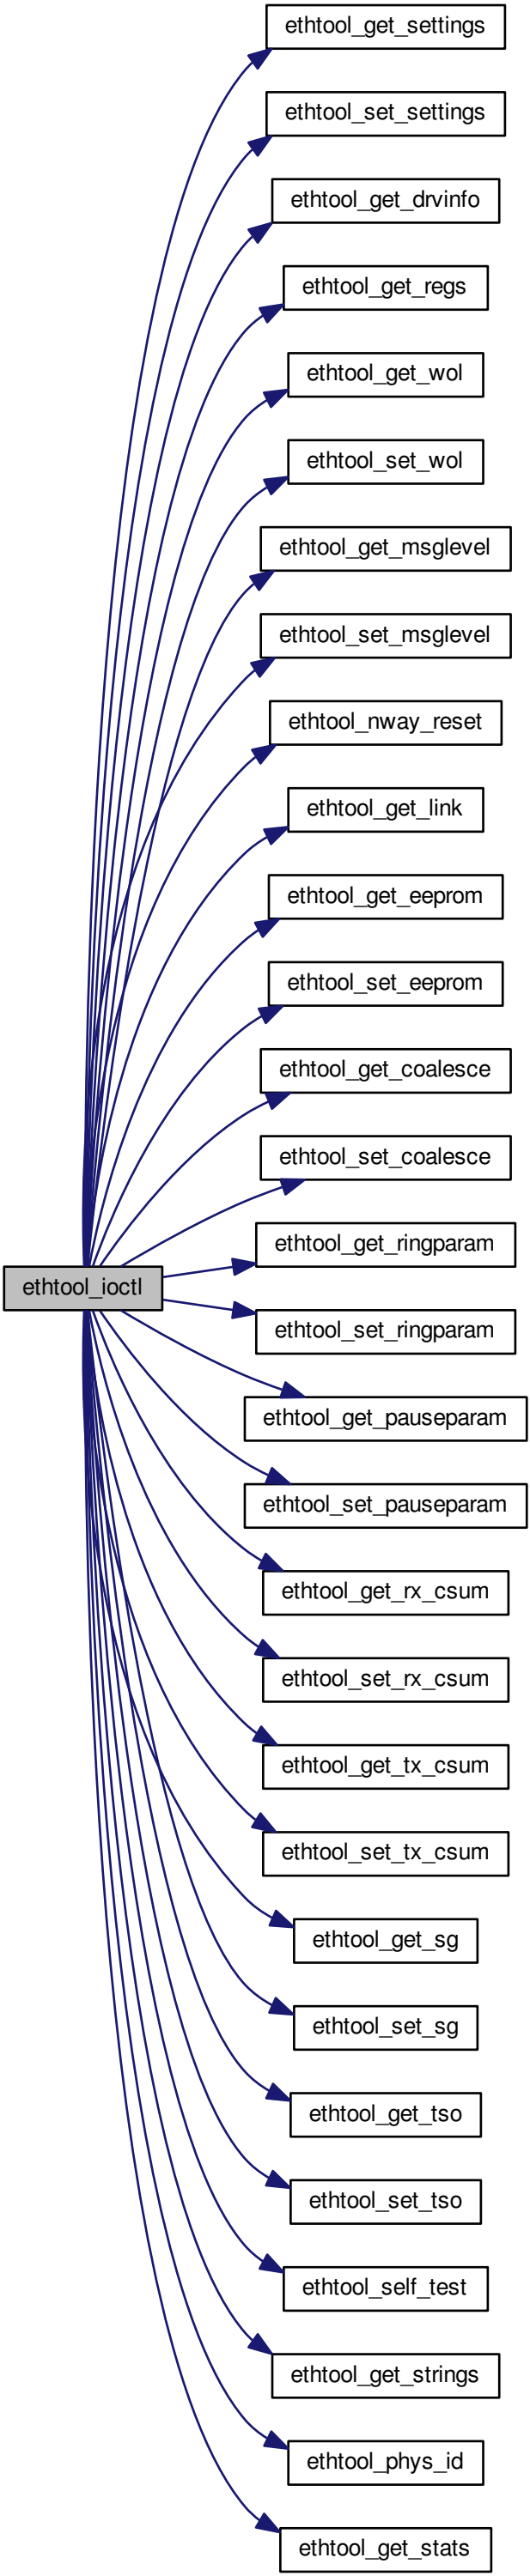 ethtool_get_settings
ethtool_set_settings
ethtool_get_drvinfo
ethtool_get_regs
ethtool_get_wol
ethtool_set_wol
ethtool_get_msglevel
ethtool_set_msglevel
ethtool_nway_reset
ethtool_get_link
ethtool_get_eeprom
ethtool_set_eeprom
ethtool_get_coalesce
ethtool_set_coalesce
ethtool_get_ringparam
ethtool_ioctl
ethtool_set_ringparam
ethtool_get_pauseparam
ethtool_set_pauseparam
ethtool_get_rx_csum
ethtool_set_rx_csum
ethtool_get_tx_csum
ethtool_set_tx_csum
ethtool_get_sg
ethtool_set_sg
ethtool_get_tso
ethtool_set_tso
ethtool_self_test
ethtool_get_strings
ethtool_phys_id
ethtool_get_stats